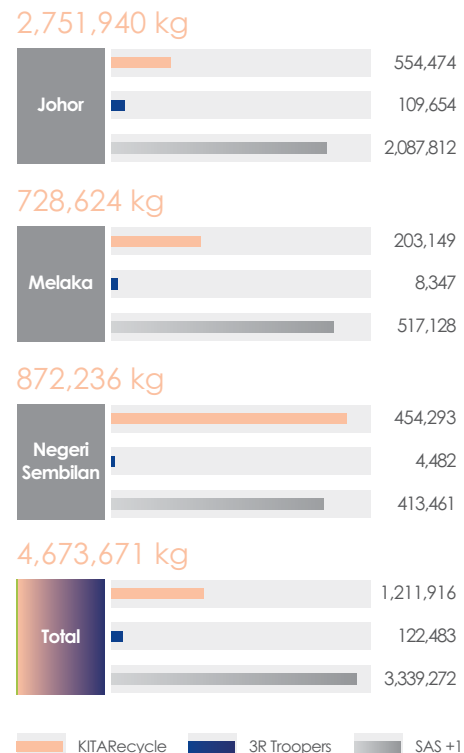 2,751,940 kg
Johor
554,474
109,654
2,087,812
728,624 kg
Melaka
203,149
8,347
517,128
872,236 kg
Negeri
Sembilan
454,293
4,482
413,461
4,673,671 kg
Total
1,211,916
122,483
3,339,272
KITARecycle 3R Troopers SAS +1